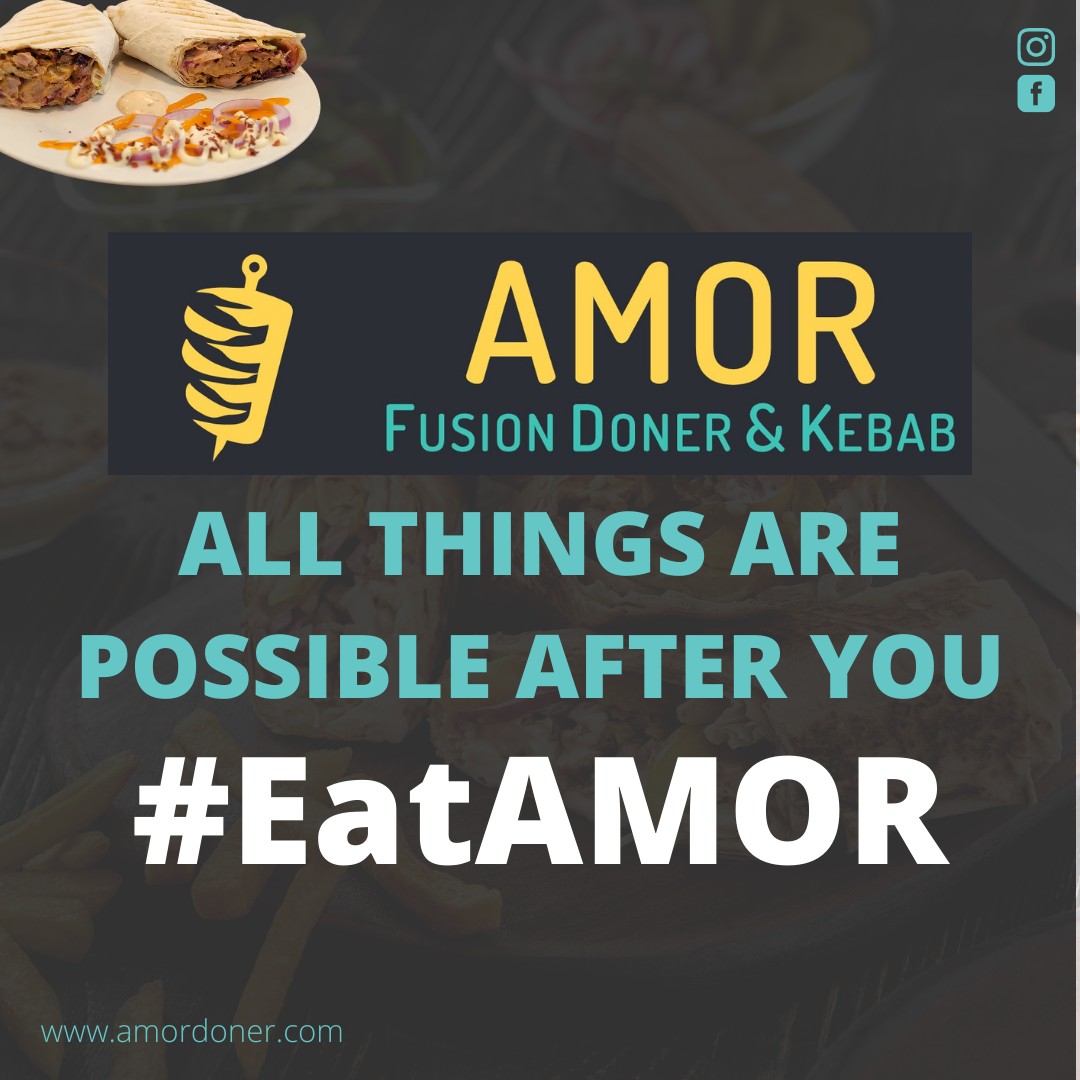 AMOR
FUSION DONER & KEBAB
ALL THINGS ARE
POSSIBLE AFTER YOU
#EatAMOR
www.amordoner.com